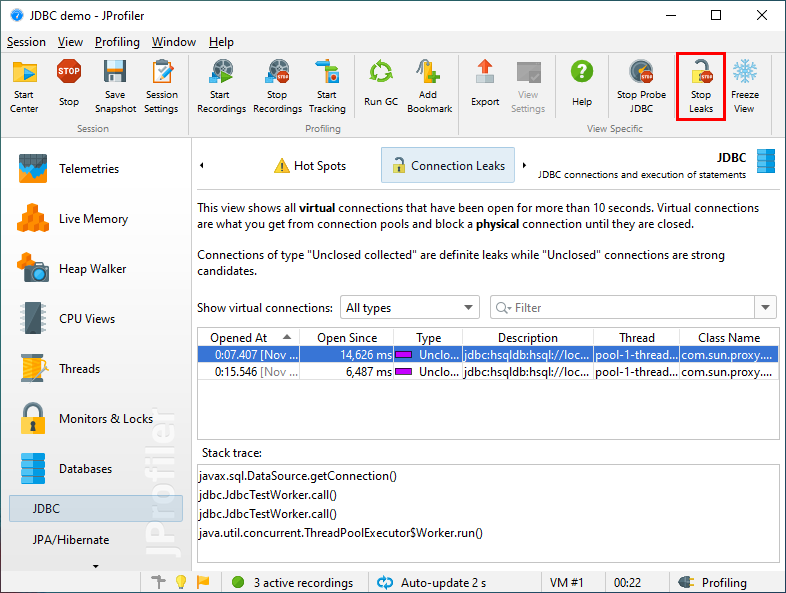 JDBC demo - JProfiler
Session View Profiling Window Help
Start Center
Stop
Save Snapshot
Session Settings
Start Recordings
Stop Recordings
Start Tracking
Run GC
Add Bookmark
Export
View Settings
Help
Stop Probe JDBC
Stop Leaks
Freeze View
Session
Profiling
View Specific
Telemetries
Live Memory
Heap Walker
CPU Views
Threads
Monitors & Locks
Databases
JDBC
JPA/Hibernate
JProfiler
Hot Spots
Connection Leaks
JDBC
JDBC connections and execution of statements
This view shows all virtual connections that have been open for more than 10 seconds. Virtual connections
are what you get from connection pools and block a physical connection until they are closed.
Connections of type "Unclosed collected" are definite leaks while "Unclosed" connections are strong
candidates.
Show virtual connections: All types Filter
Opened At Open Since Type Description Thread Class Name
0:07.407 [Nov ... 14,626 ms Unclo... jdbc:hsqldb:hsql://loc... pool-1-thread... com.sun.proxy....
0:15.546 [Nov ... 6,487 ms Unclo... jdbc:hsqldb:hsql://loc... pool-1-thread... com.sun.proxy....
Stack trace:
javax.sql.DataSource.getConnection()
jdbc.JdbcTestWorker.call()
jdbc.JdbcTestWorker.call()
java.util.concurrent.ThreadPoolExecutor$Worker.run()
3 active recordings Auto-update 2 s VM #1 00:22 Profiling